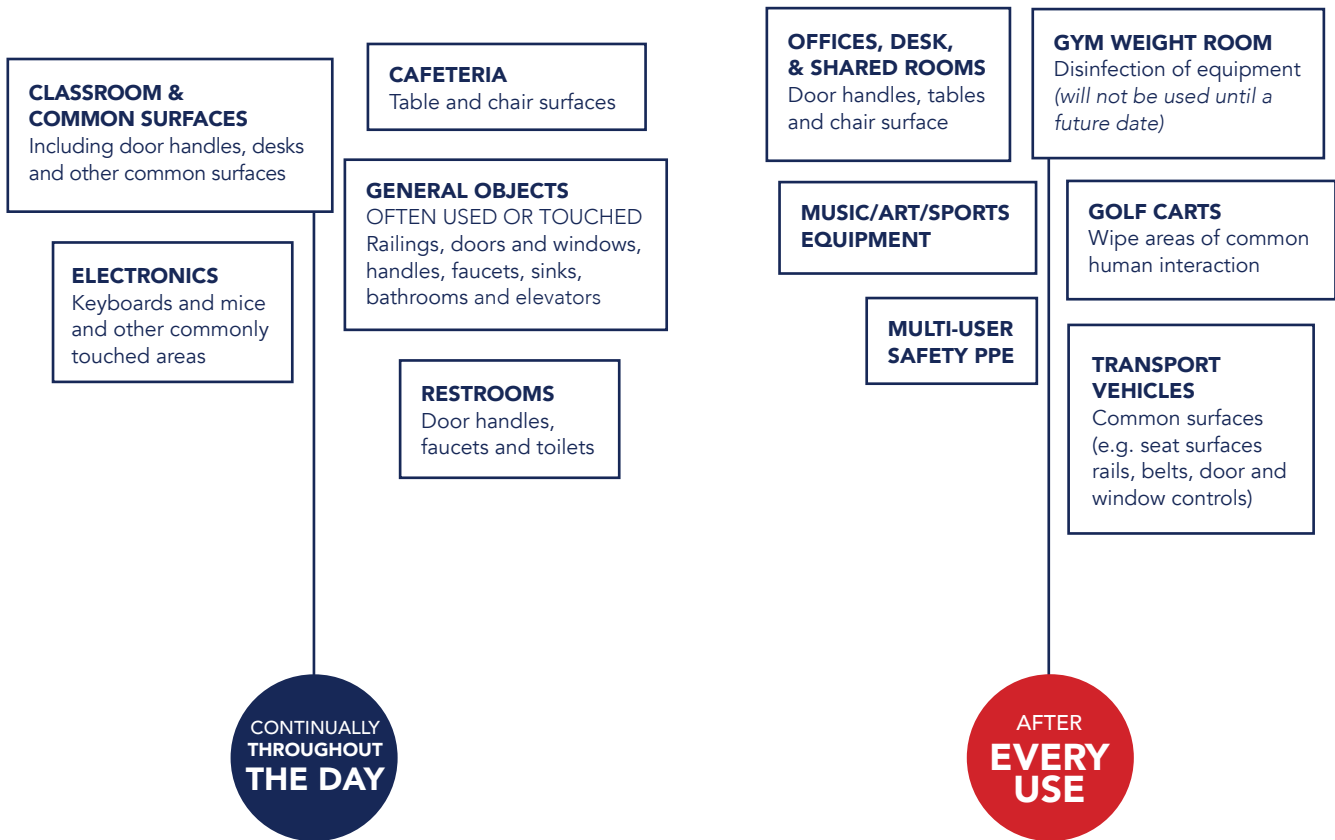 CLASSROOM &
COMMON SURFACES
Including door handles, desks
and other common surfaces
CAFETERIA
Table and chair surfaces
GENERAL OBJECTS
OFTEN USED OR TOUCHED
Railings, doors and windows,
handles, faucets, sinks,
bathrooms and elevators
ELECTRONICS
Keyboards and mice
and other commonly
touched areas
RESTROOMS
Door handles,
faucets and toilets
CONTINUALLY
THROUGHOUT
THE DAY
OFFICES, DESK,
& SHARED ROOMS
Door handles, tables
and chair surface
GYM WEIGHT ROOM
Disinfection of equipment
(will not be used until a
future date)
MUSIC/ART/SPORTS
EQUIPMENT
GOLF CARTS
Wipe areas of common
human interaction
MULTI-USER
SAFETY PPE
TRANSPORT
VEHICLES
Common surfaces
(e.g. seat surfaces
rails, belts, door and
window controls)
AFTER
EVERY
USE